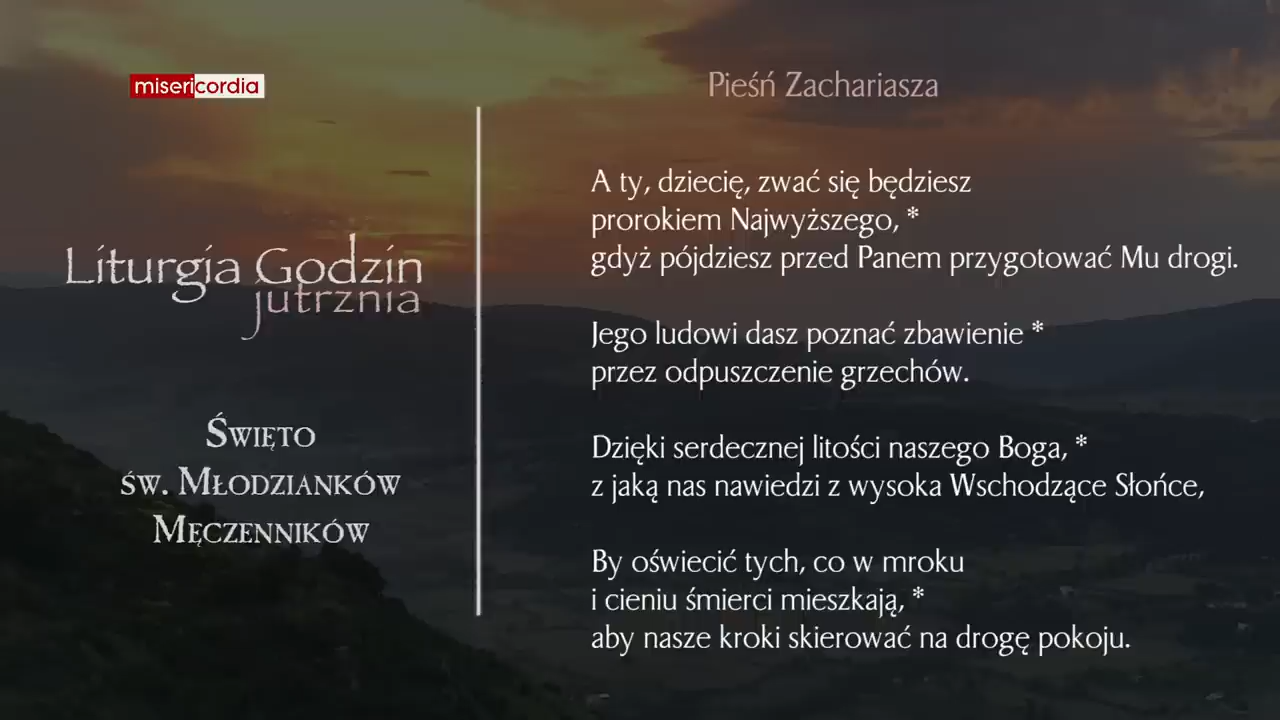 misericordia
Liturgia Godzin
jutrznia
Święto
św. Młodzianków
Męczenników
Pieśń Zachariasza
A ty, dziecię, zwać się będziesz
prorokiem Najwyższego, *
gdyż pójdziesz przed Panem przygotować Mu drogi.
Jego ludowi dasz poznać zbawienie *
przez odpuszczenie grzechów.
Dzięki serdecznej litości naszego Boga, *
z jaką nas nawiedzi z wysoka Wschodzące Słońce,
By oświecić tych, co w mroku
i cieniu śmierci mieszkają, *
aby nasze kroki skierować na drogę pokoju.